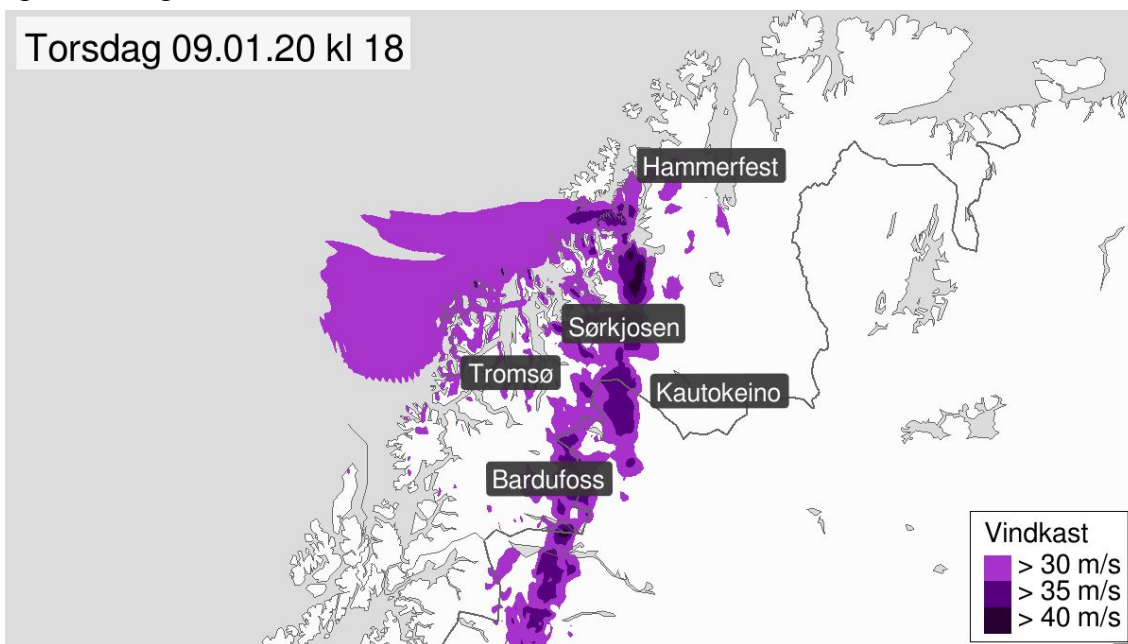 Torsdag 09.01.20 kl 18
Hammerfest
Sørkjosen
Tromsø
Kautokeino
Bardufoss
Vindkast
> 30 m/s
> 35 m/s
> 40 m/s